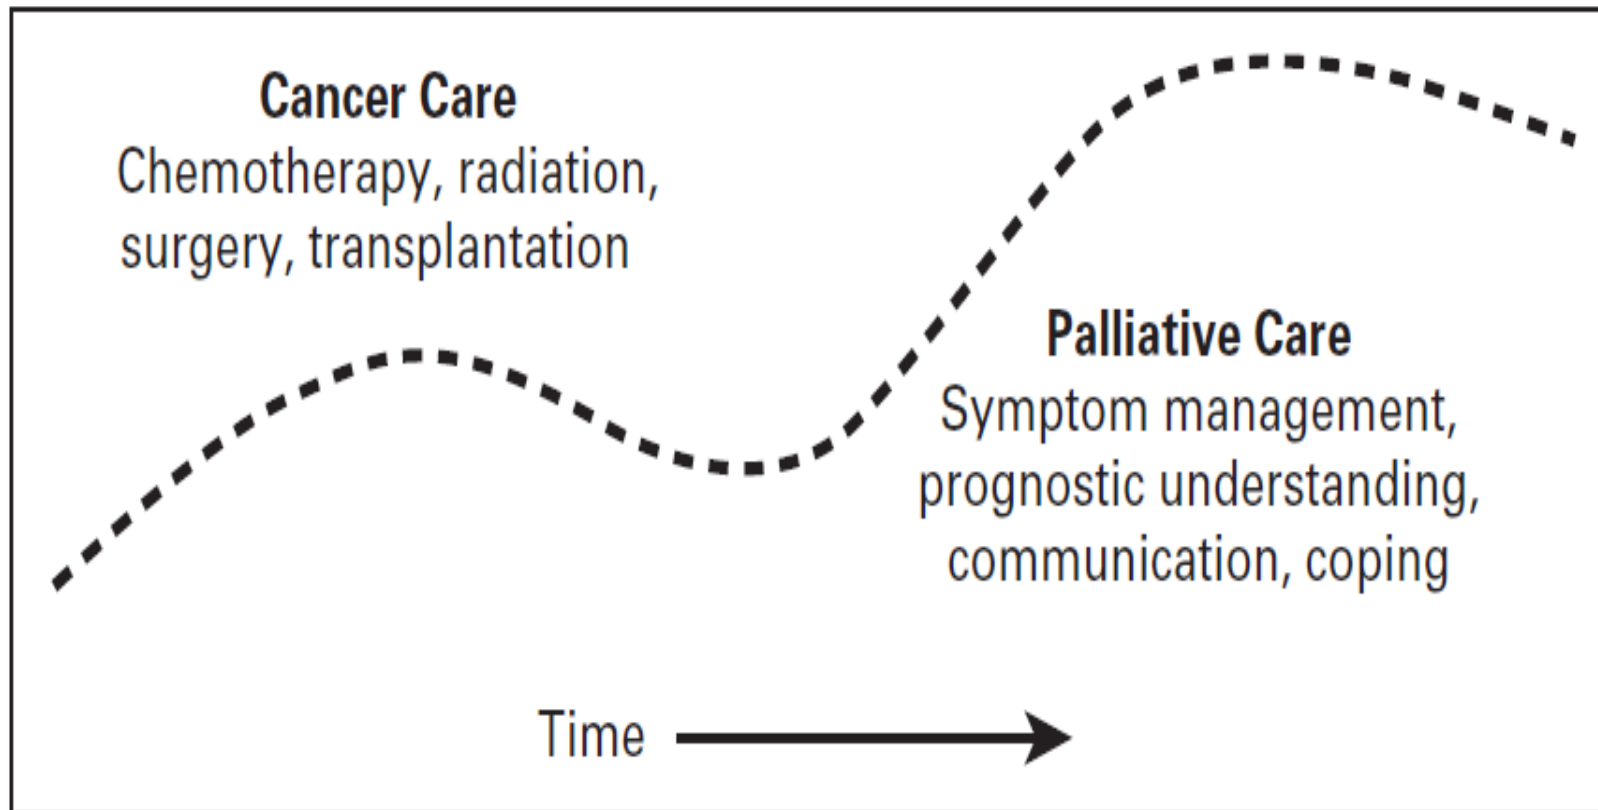 Cancer Care
Chemotherapy, radiation,
surgery, transplantation
Palliative Care
Symptom management,
prognostic understanding,
communication, coping
Time